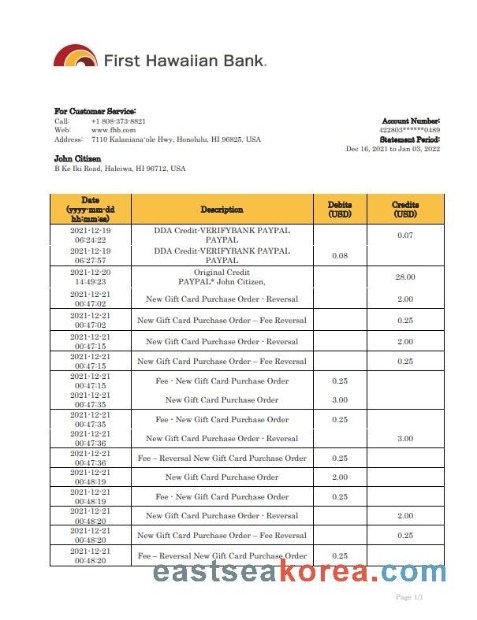 First Hawaiian Bank.
For Customer Service:
Call: +1 808-373-8821
Web: www.fhb.com
Address: 7110 Kalanianaʻole Hwy, Honolulu, HI 96825, USA
Account Number:
422803******0489
Statement Period:
Dec 16, 2021 to Jan 03, 2022
John Citizen
B Ke Iki Road, Haleiwa, HI 96712, USA
Date (yyyy-mm-dd hh:mm:ss) Description Debits (USD) Credits (USD)
2021-12-19 06:24:22 DDA Credit-VERIFYBANK PAYPAL PAYPAL 0.07
2021-12-19 06:27:57 DDA Credit-VERIFYBANK PAYPAL PAYPAL 0.08
2021-12-20 14:49:23 Original Credit PAYPAL* John Citizen, 28.00
2021-12-21 00:47:02 New Gift Card Purchase Order - Reversal 2.00
2021-12-21 00:47:02 New Gift Card Purchase Order – Fee Reversal 0.25
2021-12-21 00:47:15 New Gift Card Purchase Order - Reversal 2.00
2021-12-21 00:47:15 New Gift Card Purchase Order – Fee Reversal 0.25
2021-12-21 00:47:15 Fee - New Gift Card Purchase Order 0.25
2021-12-21 00:47:35 New Gift Card Purchase Order 3.00
2021-12-21 00:47:35 Fee - New Gift Card Purchase Order 0.25
2021-12-21 00:47:36 New Gift Card Purchase Order - Reversal 3.00
2021-12-21 00:47:36 Fee – Reversal New Gift Card Purchase Order 0.25
2021-12-21 00:48:19 New Gift Card Purchase Order 2.00
2021-12-21 00:48:19 Fee - New Gift Card Purchase Order 0.25
2021-12-21 00:48:20 New Gift Card Purchase Order - Reversal 2.00
2021-12-21 00:48:20 New Gift Card Purchase Order – Fee Reversal 0.25
2021-12-21 00:48:20 Fee – Reversal New Gift Card Purchase Order 0.25
eastseakorea.com
Page 1/1